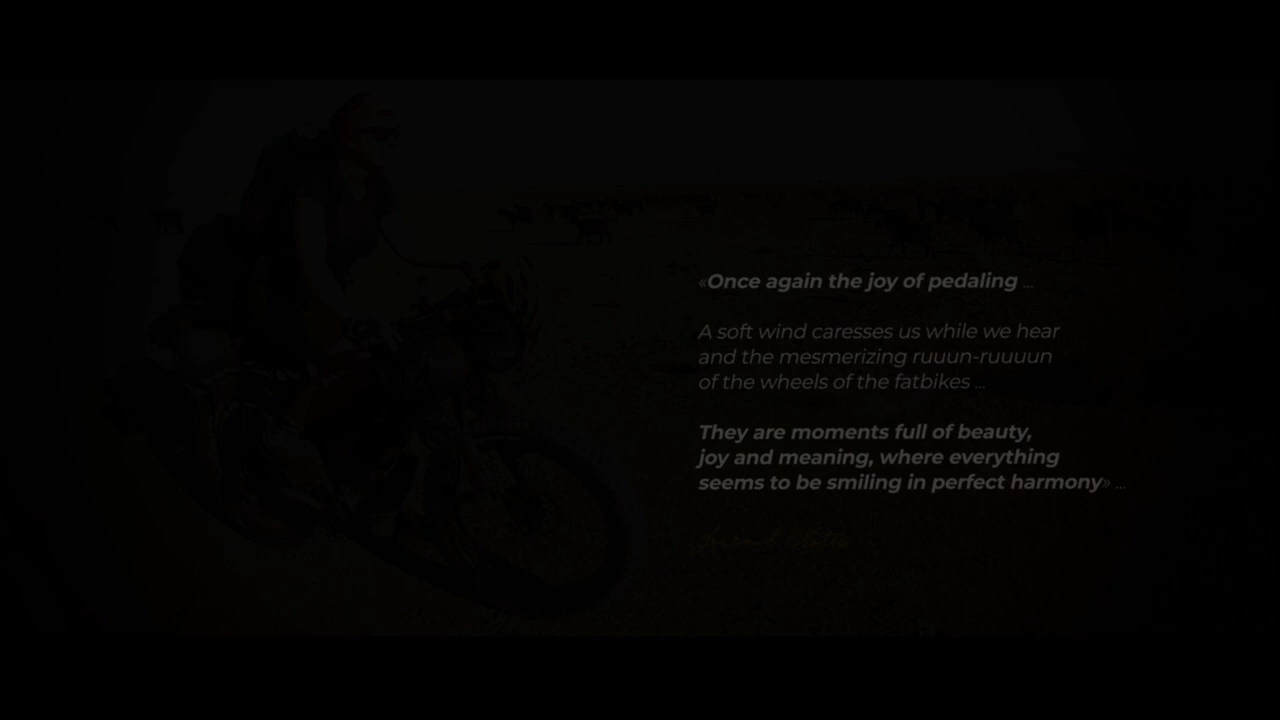 «Once again the joy of pedaling ...
A soft wind caresses us while we hear
and the mesmerizing ruuun-ruuuun
of the wheels of the fatbikes ...
They are moments full of beauty,
joy and meaning, where everything
seems to be smiling in perfect harmony» ...